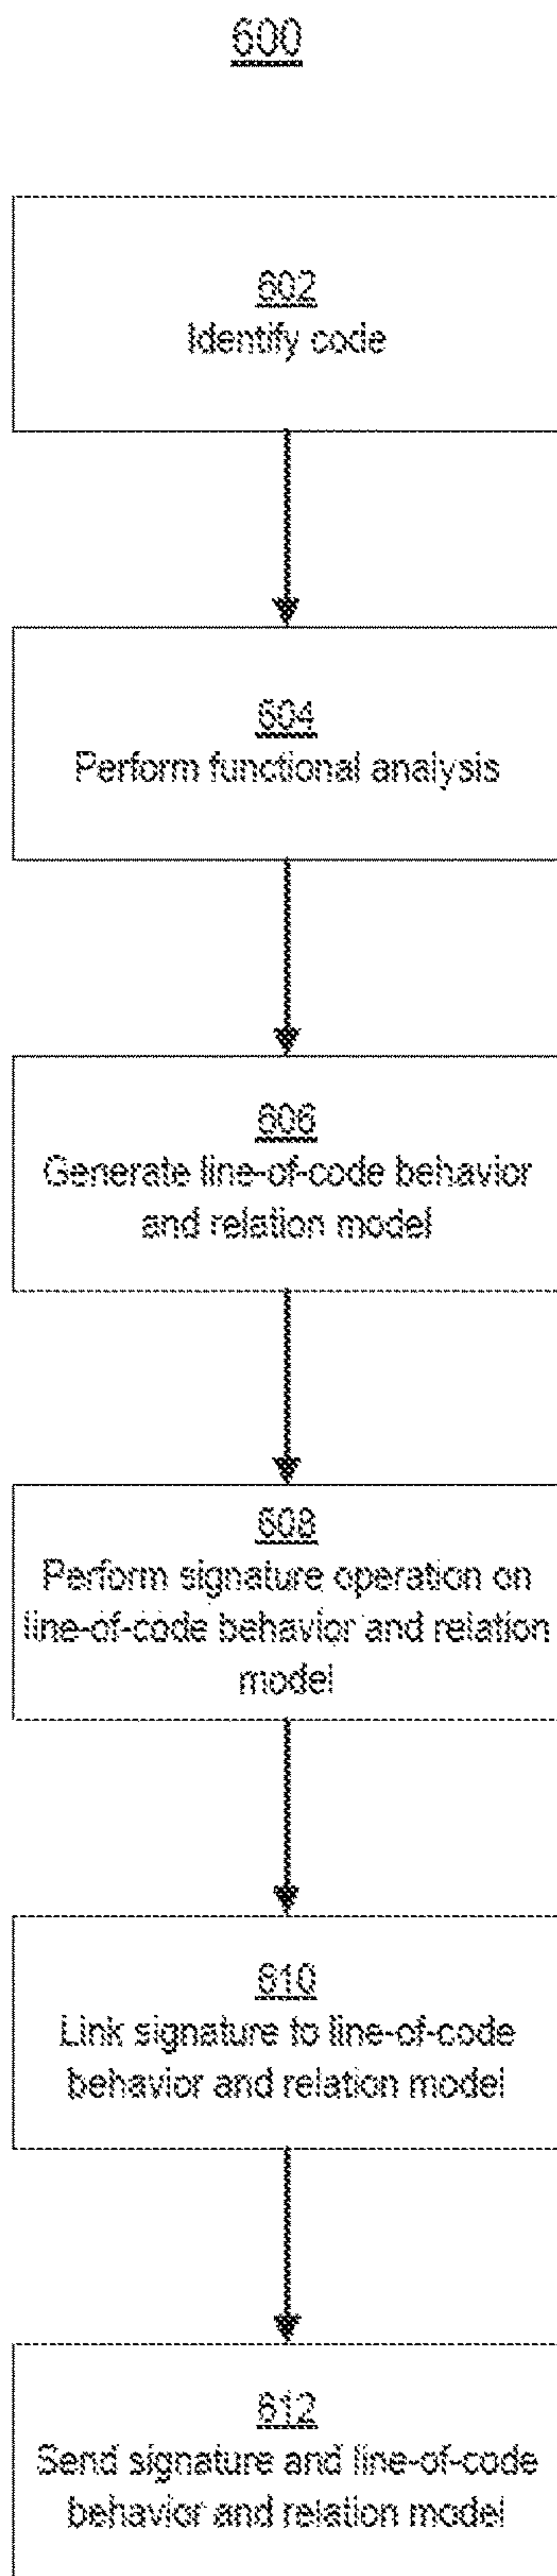 600
602
Identify code
604
Perform functional analysis
606
Generate line-of-code behavior
and relation model
608
Perform signature operation on
line-of-code behavior and relation
model
610
Link signature to line-of-code
behavior and relation model
612
Send signature and line-of-code
behavior and relation model